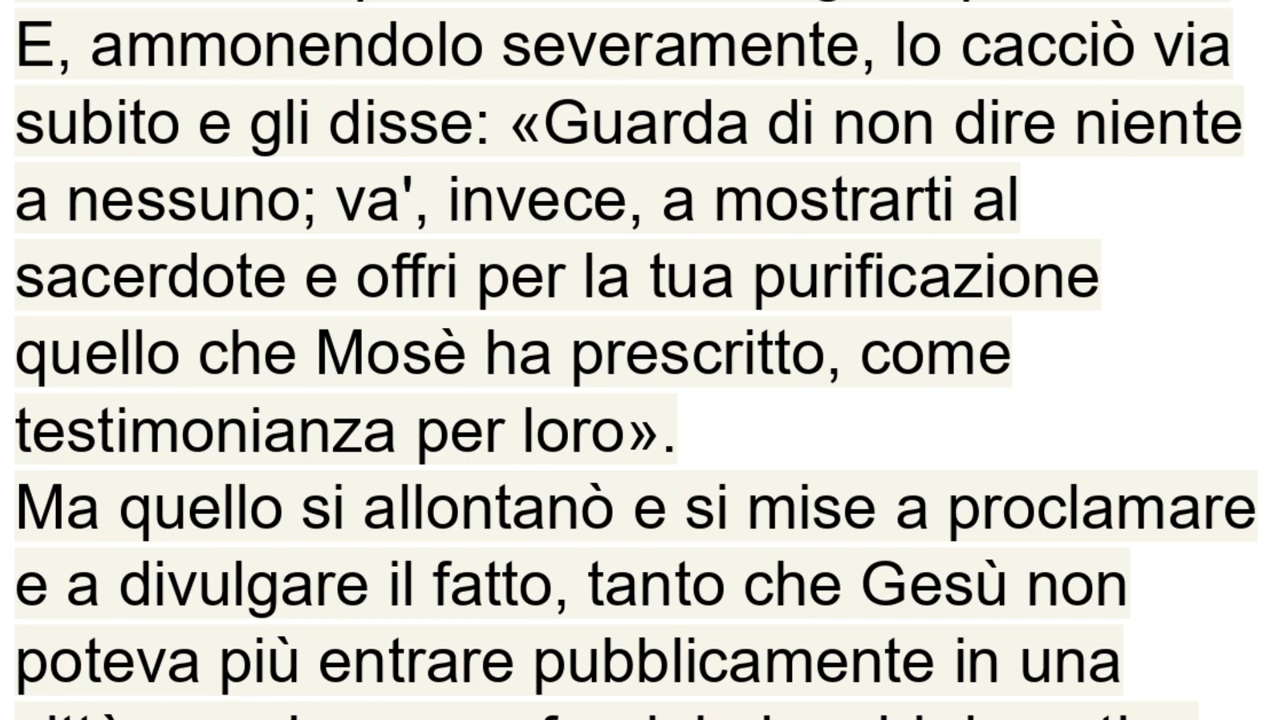 E, ammonendolo severamente, lo cacciò via
subito e gli disse: «Guarda di non dire niente
a nessuno; va', invece, a mostrarti al
sacerdote e offri per la tua purificazione
quello che Mosè ha prescritto, come
testimonianza per loro».
Ma quello si allontanò e si mise a proclamare
e a divulgare il fatto, tanto che Gesù non
poteva più entrare pubblicamente in una